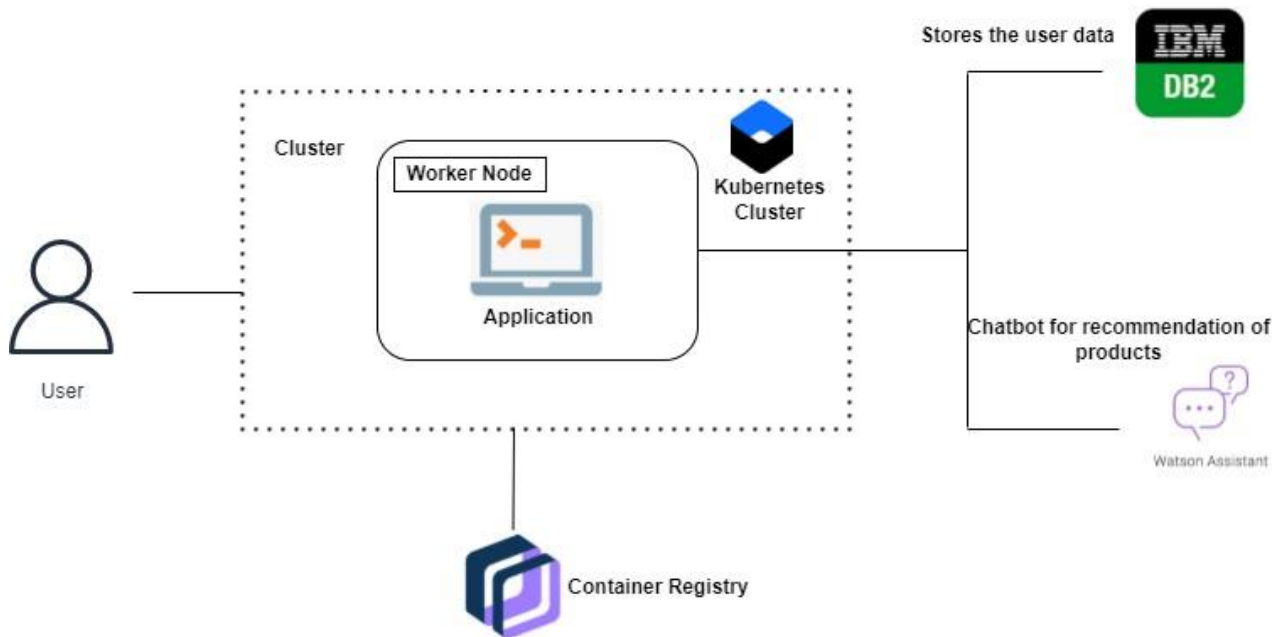 Stores the user data
IBM
DB2
Cluster
Worker Node
Kubernetes
Cluster
>_
Application
User
Chatbot for recommendation of
products
?
Watson Assistant
Container Registry